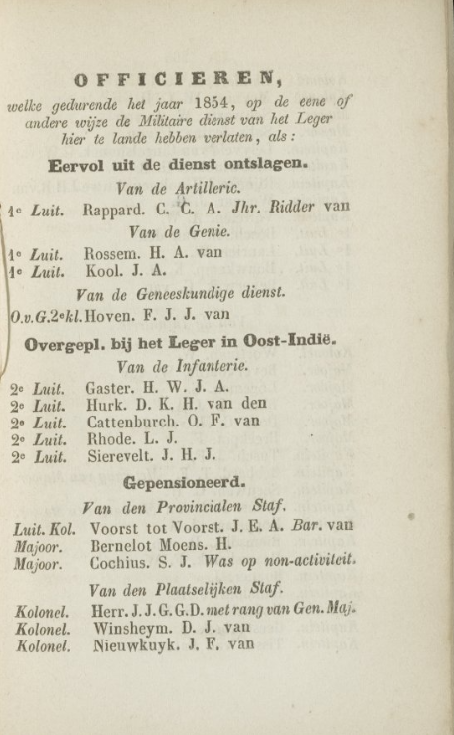 OFFICIEREN,
welke gedurende het jaar 1854, op de eene of
andere wijze de Militaire dienst van het Leger
hier te lande hebben verlaten, als:
Eervol uit de dienst ontslagen.
Van de Artillerie.
1e Luit. Rappard. C. C. A. Jhr. Ridder van
Van de Genie.
1e Luit. Rossem. H. A. van
1e Luit. Kool. J. A.
Van de Geneeskundige dienst.
O.v.G.2ekl. Hoven. F. J. J. van
Overgepl. bij het Leger in Oost-Indië.
Van de Infanterie.
2e Luit. Gaster. H. W. J. A.
2e Luit. Hurk. D. K. H. van den
2e Luit. Cattenburch. O. F. van
2e Luit. Rhode. L. J.
2e Luit. Sierevelt. J. H. J.
Gepensioneerd.
Van den Provincialen Staf.
Luit. Kol. Voorst tot Voorst. J. E. A. Bar. van
Majoor. Bernelot Moens. H.
Majoor. Cochius. S. J. Was op non-activiteit.
Van den Plaatselijken Staf.
Kolonel. Herr. J. J. G. G. D. met rang van Gen. Maj.
Kolonel. Winsheym. D. J. van
Kolonel. Nieuwkuyk. J. F. van